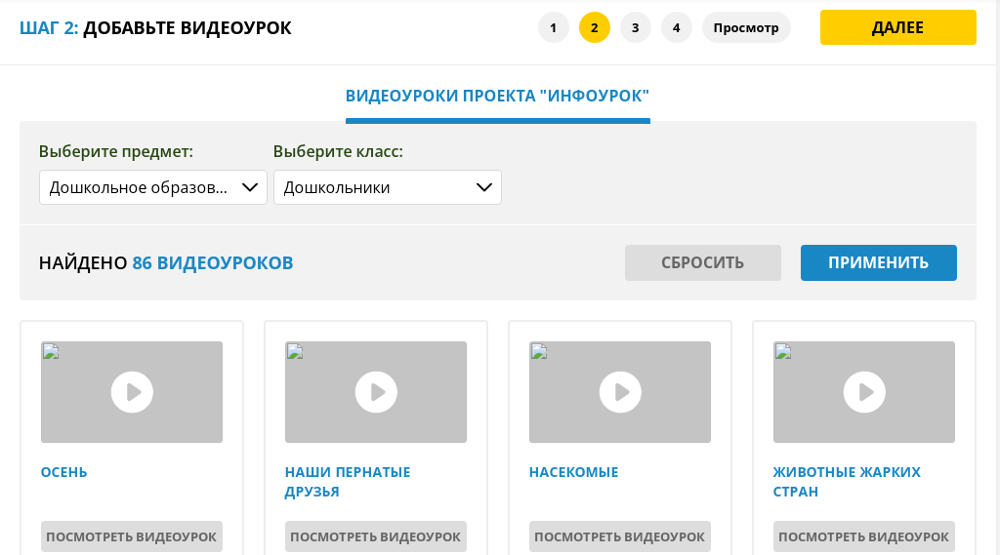 ШАГ 2: ДОБАВЬТЕ ВИДЕОУРОК
1 2 3 4 Просмотр
ДАЛЕЕ
ВИДЕОУРОКИ ПРОЕКТА "ИНФОУРОК"
Выберите предмет: Выберите класс:
Дошкольное образов... Дошкольники
НАЙДЕНО 86 ВИДЕОУРОКОВ
СБРОСИТЬ ПРИМЕНИТЬ
ОСЕНЬ
ПОСМОТРЕТЬ ВИДЕОУРОК
НАШИ ПЕРНАТЫЕ
ДРУЗЬЯ
ПОСМОТРЕТЬ ВИДЕОУРОК
НАСЕКОМЫЕ
ПОСМОТРЕТЬ ВИДЕОУРОК
ЖИВОТНЫЕ ЖАРКИХ
СТРАН
ПОСМОТРЕТЬ ВИДЕОУРОК